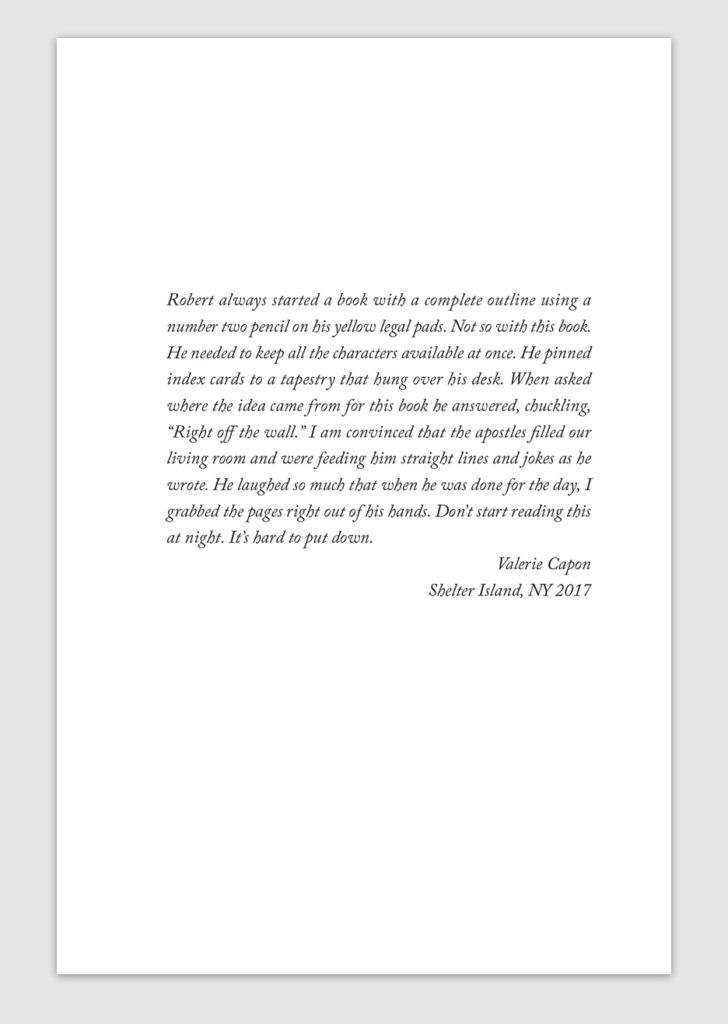 Robert always started a book with a complete outline using a
number two pencil on his yellow legal pads. Not so with this book.
He needed to keep all the characters available at once. He pinned
index cards to a tapestry that hung over his desk. When asked
where the idea came from for this book he answered, chuckling,
“Right off the wall.” I am convinced that the apostles filled our
living room and were feeding him straight lines and jokes as he
wrote. He laughed so much that when he was done for the day, I
grabbed the pages right out of his hands. Don’t start reading this
at night. It’s hard to put down.
Valerie Capon
Shelter Island, NY 2017